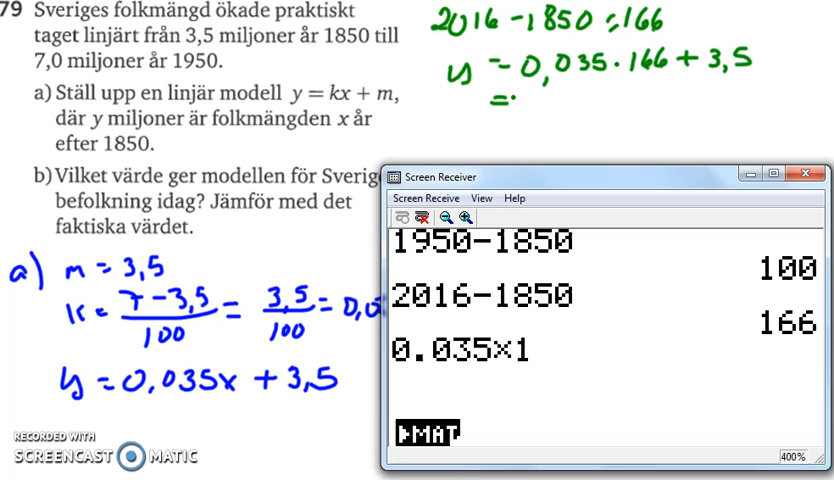 79 Sveriges folkmängd ökade praktiskt
taget linjärt från 3,5 miljoner år 1850 till
7,0 miljoner år 1950.
a) Ställ upp en linjär modell y = kx + m,
där y miljoner är folkmängden x år
efter 1850.
b) Vilket värde ger modellen för Sverig
befolkning idag? Jämför med det
faktiska värdet.
2016 - 1850 = 166
y = 0,035 · 166 + 3,5
=
a) m = 3,5
k = 7 - 3,5 / 100 = 3,5 / 100 = 0,0
y = 0,035x + 3,5
Screen Receiver
Screen Receive View Help
1950-1850
100
2016-1850
166
0.035×1
▶MAT
400%
RECORDED WITH
SCREENCAST MATIC